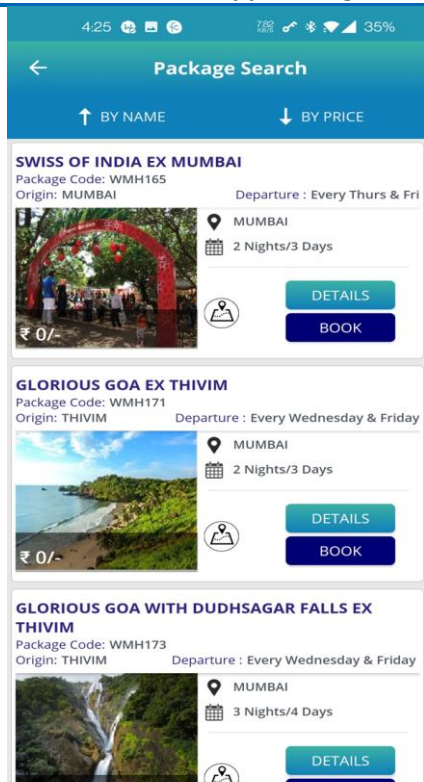 4:25 35%
Package Search
BY NAME BY PRICE
SWISS OF INDIA EX MUMBAI
Package Code: WMH165
Origin: MUMBAI Departure : Every Thurs & Fri
MUMBAI
2 Nights/3 Days
DETAILS
₹ 0/- BOOK
GLORIOUS GOA EX THIVIM
Package Code: WMH171
Origin: THIVIM Departure : Every Wednesday & Friday
MUMBAI
2 Nights/3 Days
DETAILS
₹ 0/- BOOK
GLORIOUS GOA WITH DUDHSAGAR FALLS EX
THIVIM
Package Code: WMH173
Origin: THIVIM Departure : Every Wednesday & Friday
MUMBAI
3 Nights/4 Days
DETAILS